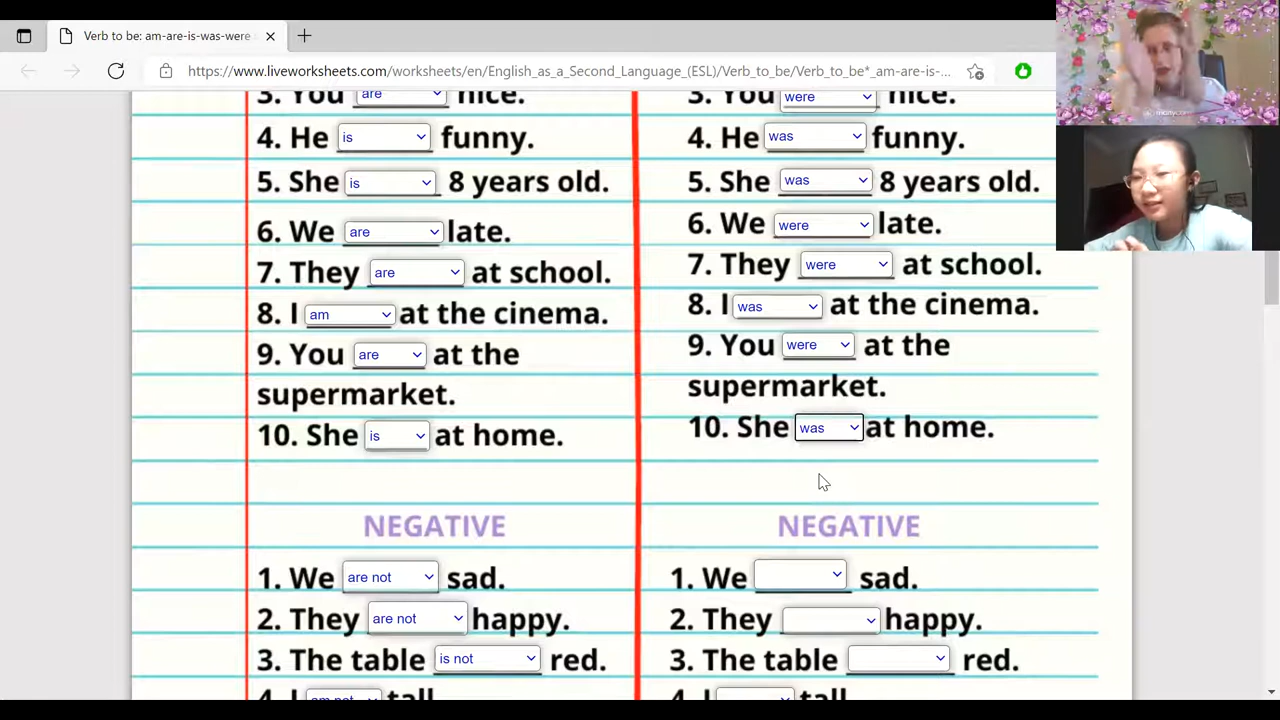 Verb to be: am-are-is-was-were
https://www.liveworksheets.com/worksheets/en/English_as_a_Second_Language_(ESL)/Verb_to_be/Verb_to_be*_am-are-is-...
3. You are nice.
4. He is funny.
5. She is 8 years old.
6. We are late.
7. They are at school.
8. I am at the cinema.
9. You are at the
supermarket.
10. She is at home.
NEGATIVE
1. We are not sad.
2. They are not happy.
3. The table is not red.
4. I am not tall
3. You were nice.
4. He was funny.
5. She was 8 years old.
6. We were late.
7. They were at school.
8. I was at the cinema.
9. You were at the
supermarket.
10. She was at home.
NEGATIVE
1. We sad.
2. They happy.
3. The table red.
4. I tall